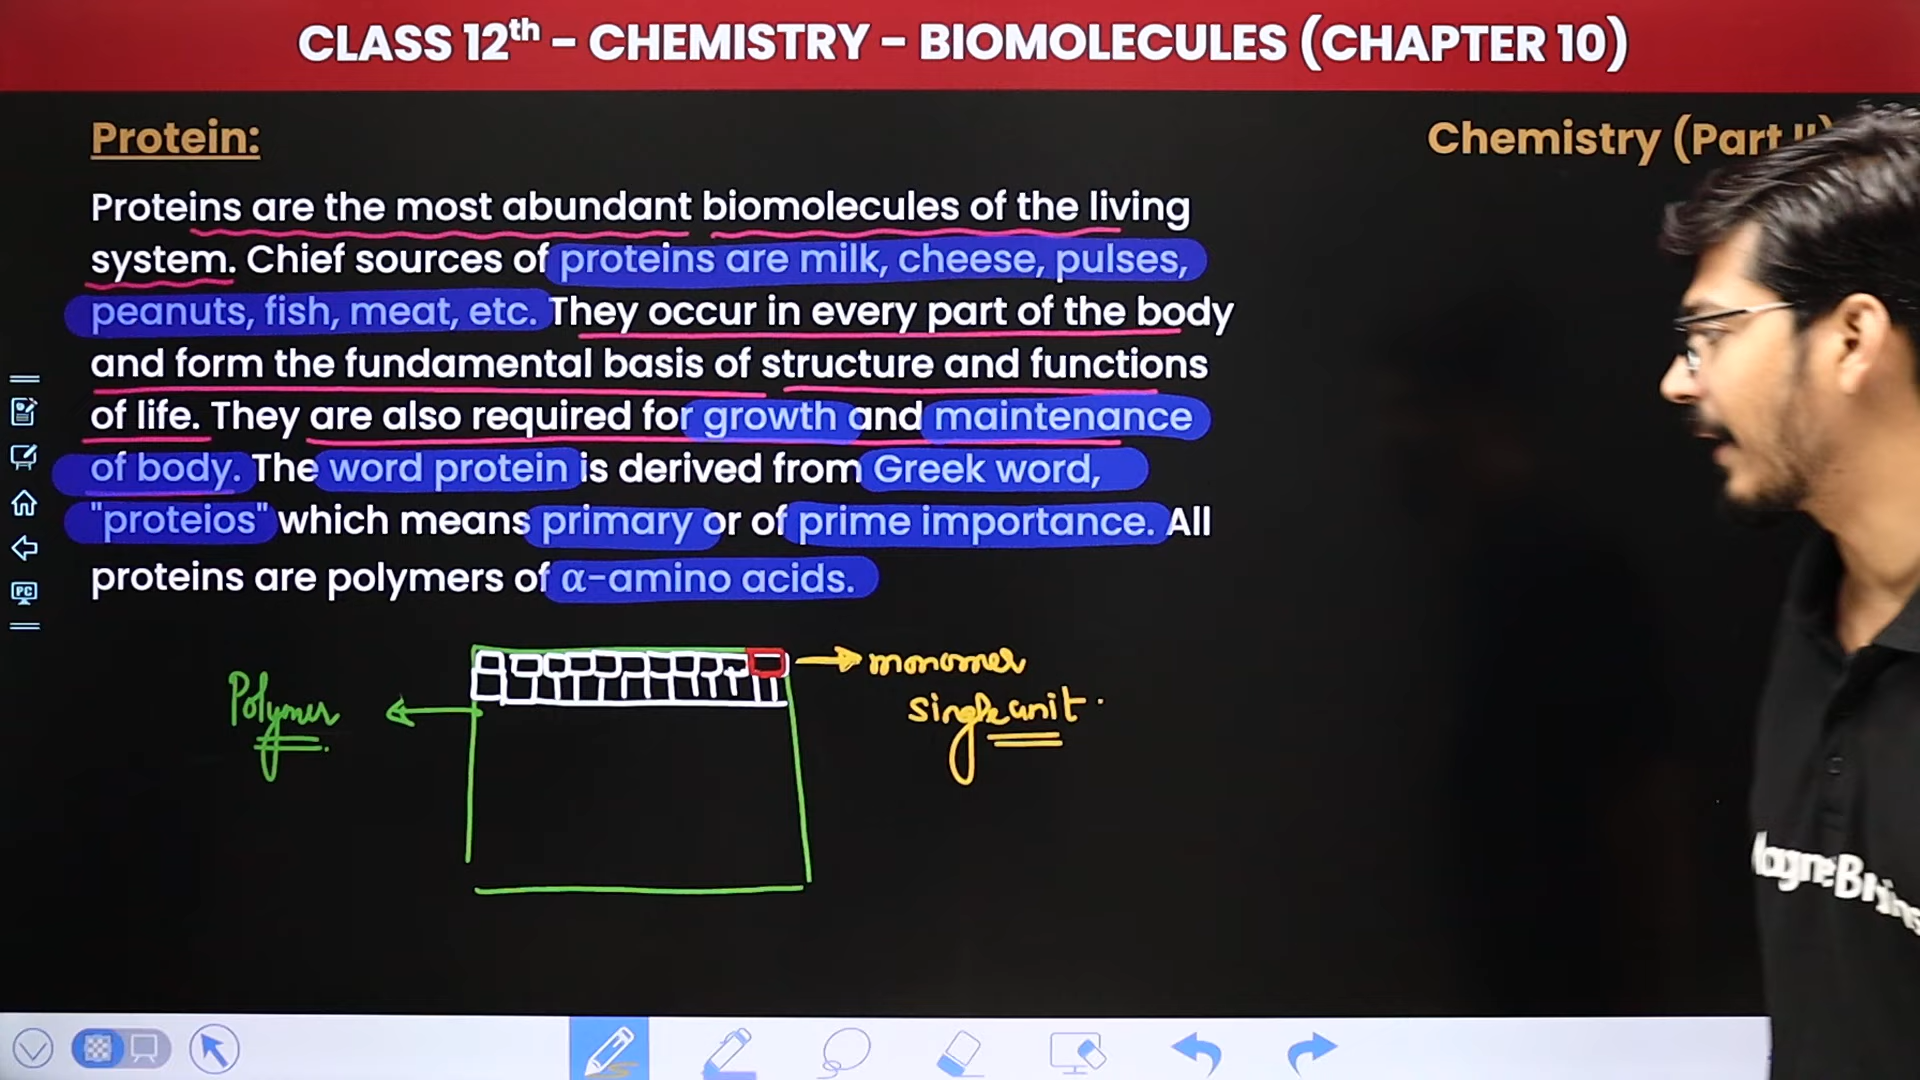 CLASS 12th - CHEMISTRY - BIOMOLECULES (CHAPTER 10)
Protein:
Chemistry (Part II)
Proteins are the most abundant biomolecules of the living
system. Chief sources of proteins are milk, cheese, pulses,
peanuts, fish, meat, etc. They occur in every part of the body
and form the fundamental basis of structure and functions
of life. They are also required for growth and maintenance
of body. The word protein is derived from Greek word,
"proteios" which means primary or of prime importance. All
proteins are polymers of α-amino acids.
monomer
Polymer
single unit
PC
MagnetBrains